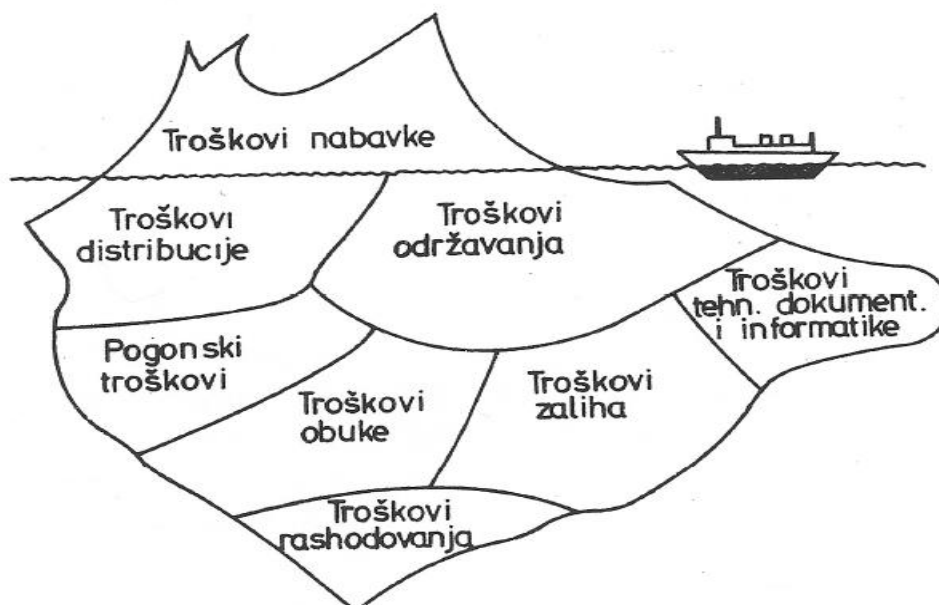 Troškovi nabavke
Troškovi
distribucije
Troškovi
održavanja
Troškovi
tehn. dokument.
i informatike
Pogonski
troškovi
Troškovi
obuke
Troškovi
zaliha
Troškovi
rashodovanja